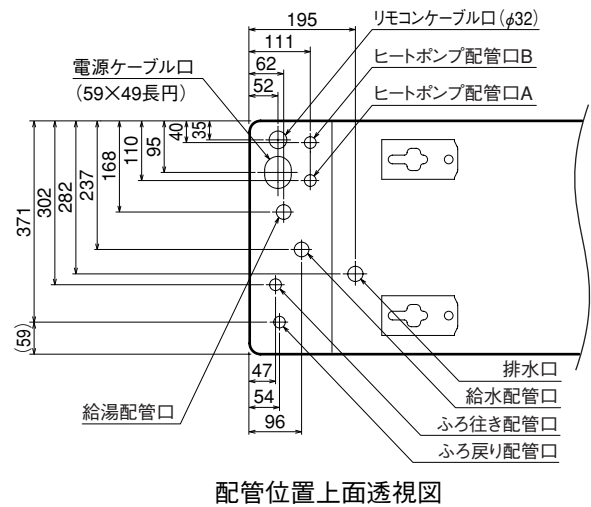 195
リモコンケーブル口(φ32)
111
ヒートポンプ配管口B
62
電源ケーブル口
(59×49長円)
52
ヒートポンプ配管口A
35
40
95
110
168
237
282
302
371
(59)
47
54
96
給湯配管口
排水口
給水配管口
ふろ往き配管口
ふろ戻り配管口
配管位置上面透視図